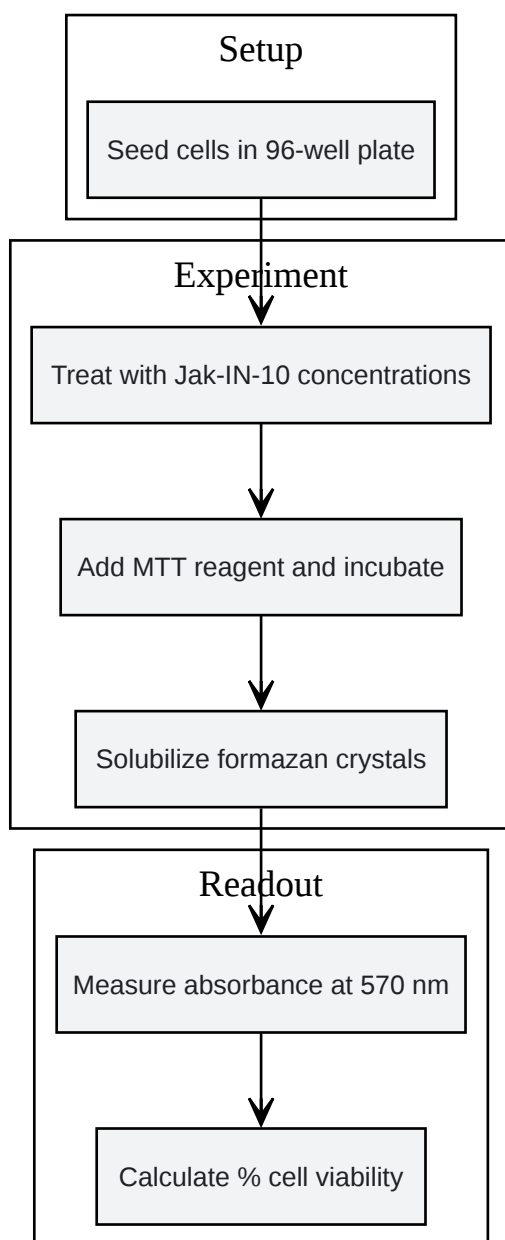 Setup
Seed cells in 96-well plate
Experiment
Treat with Jak-IN-10 concentrations
Add MTT reagent and incubate
Solubilize formazan crystals
Readout
Measure absorbance at 570 nm
Calculate % cell viability